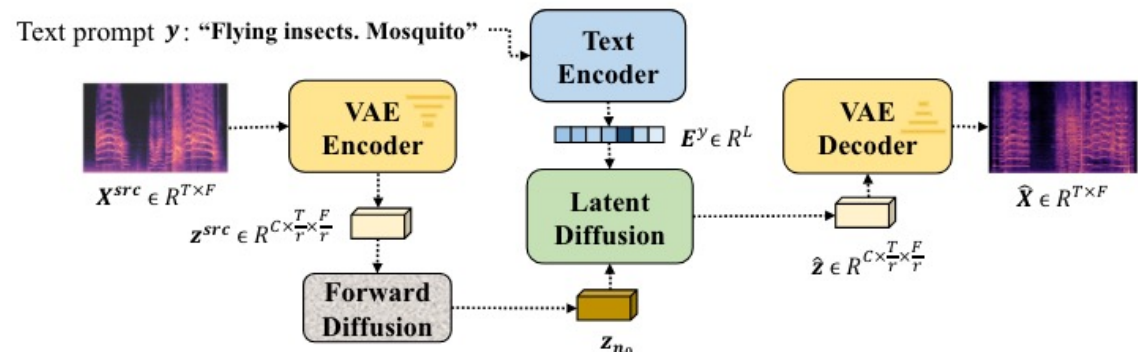 Text prompt y: “Flying insects. Mosquito”
Text
Encoder
VAE
Encoder
VAE
Decoder
E^y ∈ R^L
X^src ∈ R^{T×F}
Latent
Diffusion
X̂ ∈ R^{T×F}
z^src ∈ R^{C×T/r×F/r}
ẑ ∈ R^{C×T/r×F/r}
Forward
Diffusion
z_{n_0}